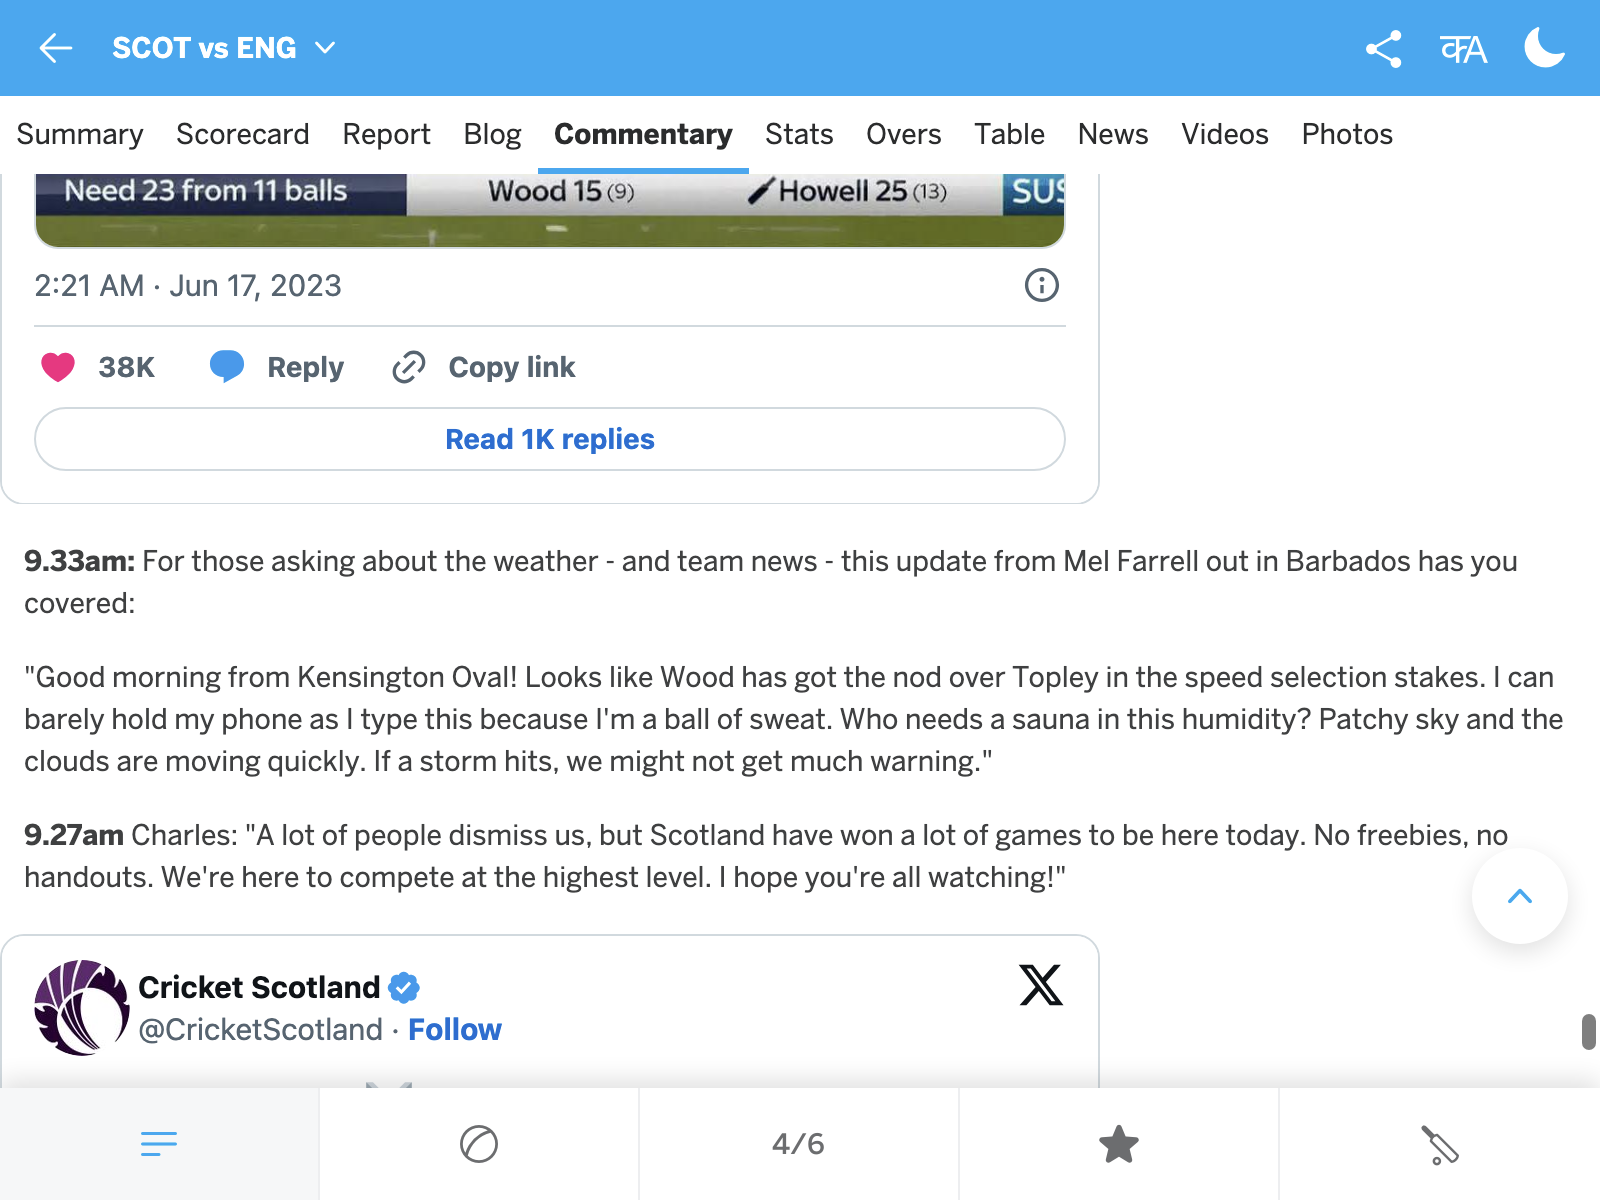 SCOT vs ENG
Summary Scorecard Report Blog Commentary Stats Overs Table News Videos Photos
Need 23 from 11 balls Wood 15 (9) Howell 25 (13)
2:21 AM · Jun 17, 2023
38K Reply Copy link
Read 1K replies
9.33am: For those asking about the weather - and team news - this update from Mel Farrell out in Barbados has you
covered:
"Good morning from Kensington Oval! Looks like Wood has got the nod over Topley in the speed selection stakes. I can
barely hold my phone as I type this because I'm a ball of sweat. Who needs a sauna in this humidity? Patchy sky and the
clouds are moving quickly. If a storm hits, we might not get much warning."
9.27am Charles: "A lot of people dismiss us, but Scotland have won a lot of games to be here today. No freebies, no
handouts. We're here to compete at the highest level. I hope you're all watching!"
Cricket Scotland
@CricketScotland · Follow
4/6